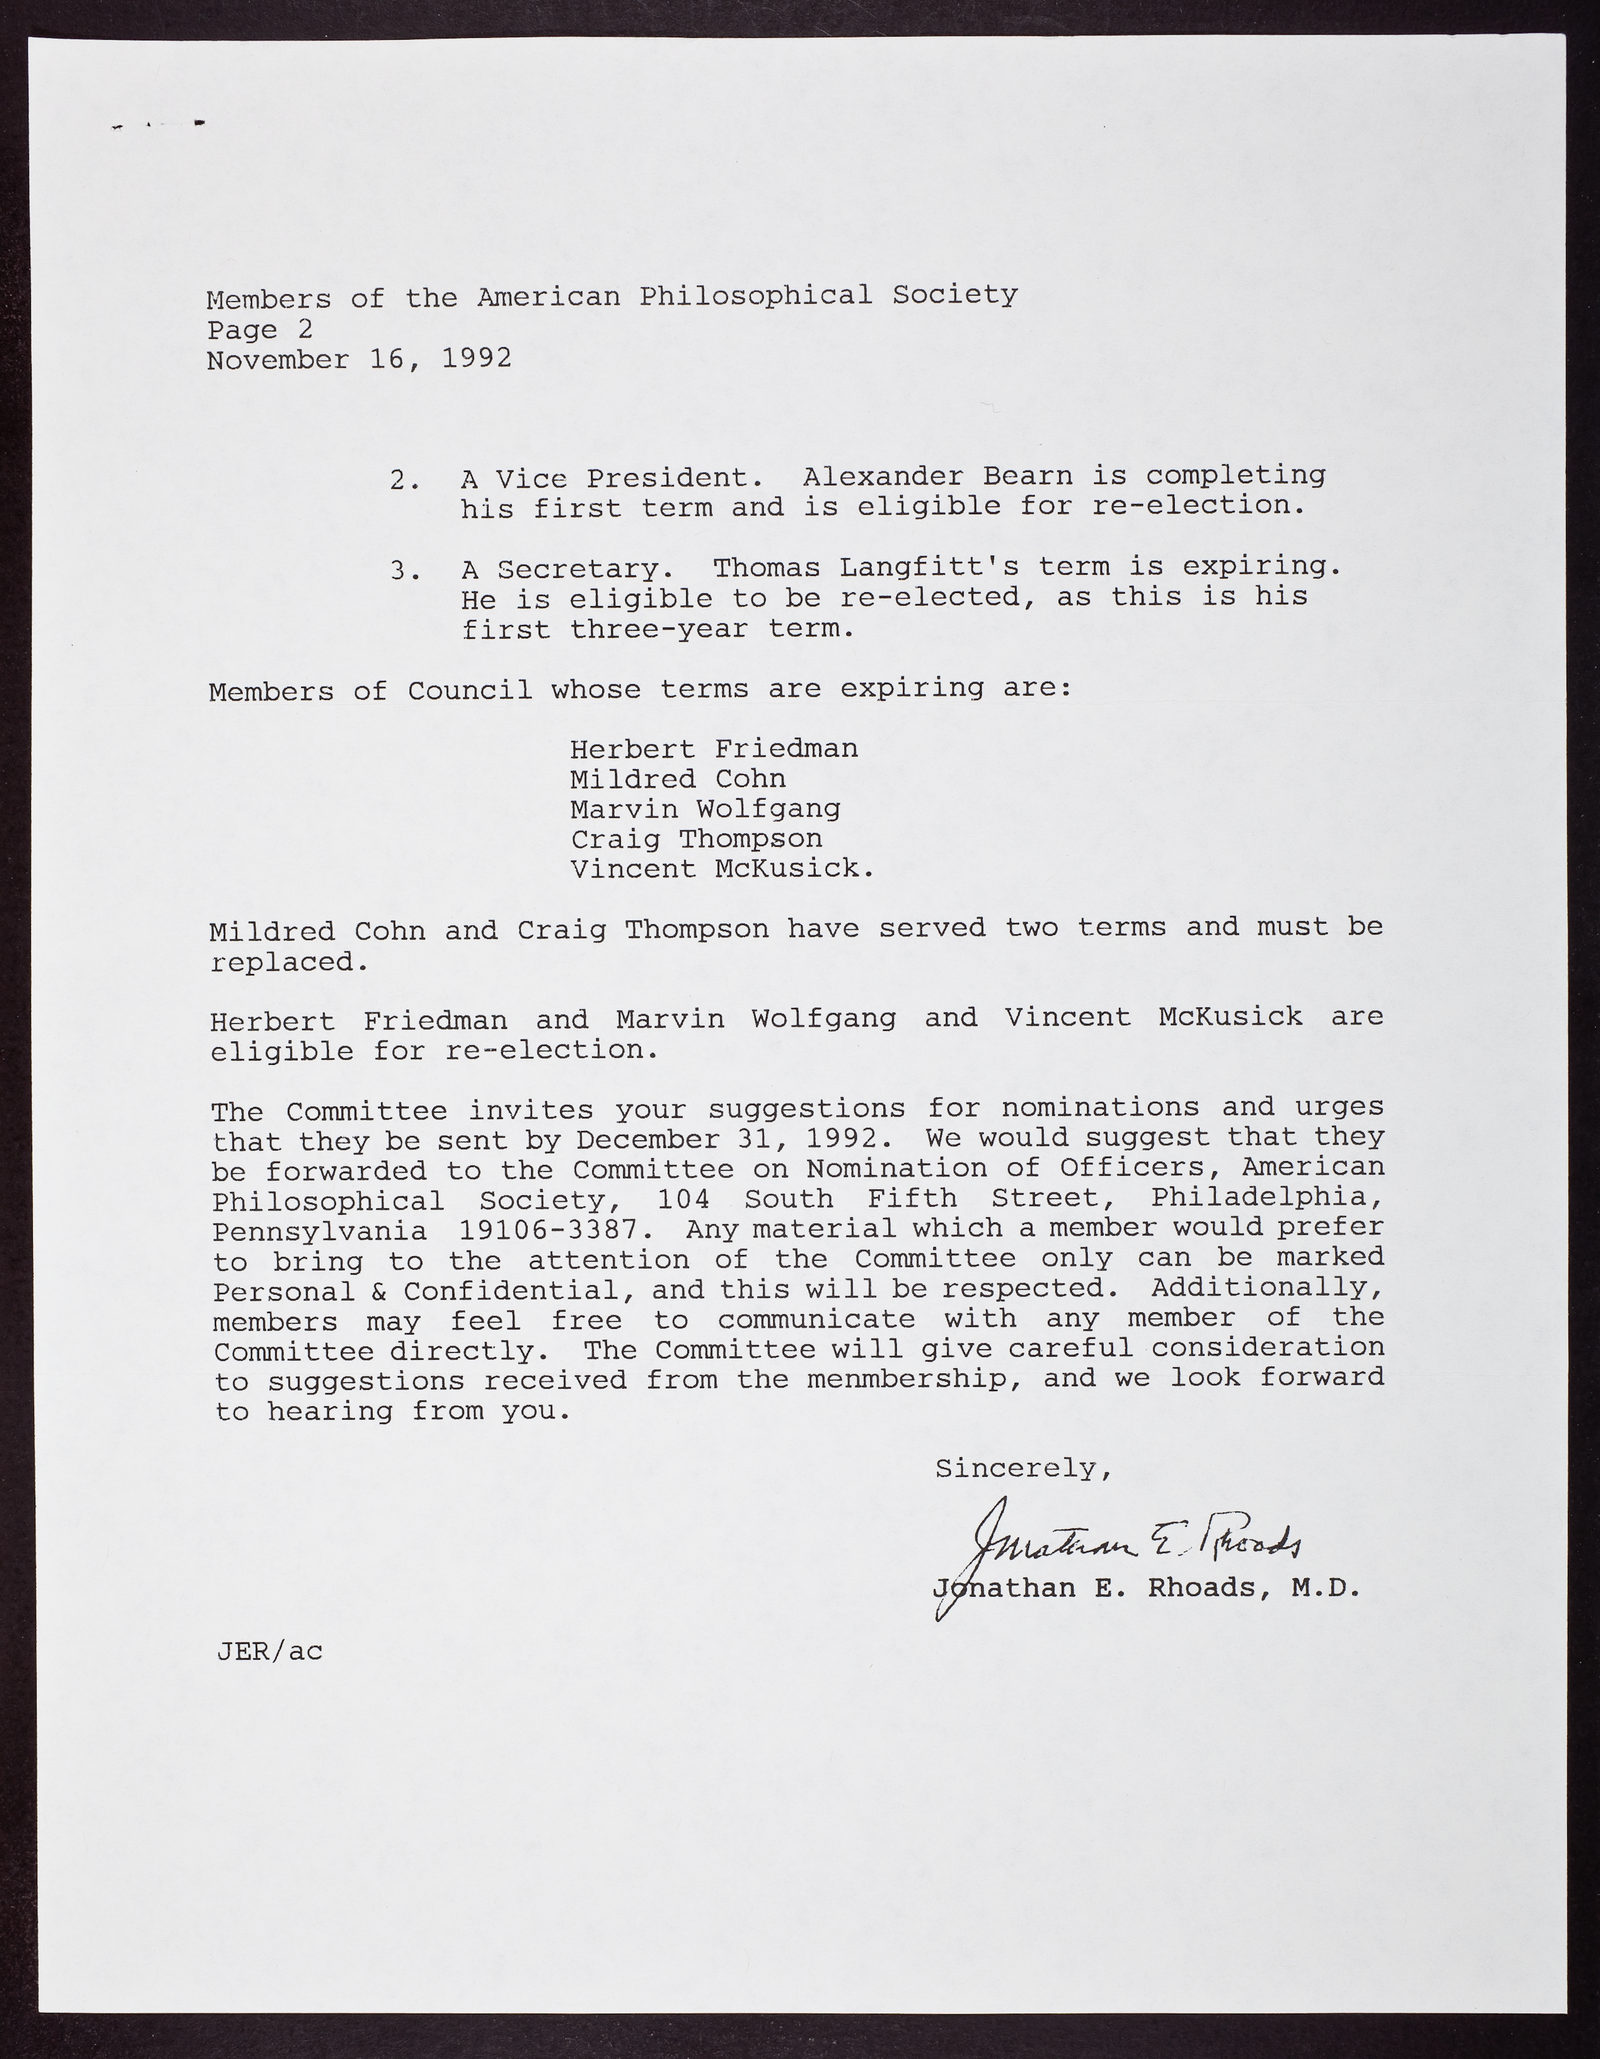 Members of the American Philosophical Society
Page 2
November 16, 1992
2. A Vice President. Alexander Bearn is completing
his first term and is eligible for re-election.
3. A Secretary. Thomas Langfitt's term is expiring.
He is eligible to be re-elected, as this is his
first three-year term.
Members of Council whose terms are expiring are:
Herbert Friedman
Mildred Cohn
Marvin Wolfgang
Craig Thompson
Vincent McKusick.
Mildred Cohn and Craig Thompson have served two terms and must be
replaced.
Herbert Friedman and Marvin Wolfgang and Vincent McKusick are
eligible for re-election.
The Committee invites your suggestions for nominations and urges
that they be sent by December 31, 1992. We would suggest that they
be forwarded to the Committee on Nomination of Officers, American
Philosophical Society, 104 South Fifth Street, Philadelphia,
Pennsylvania 19106-3387. Any material which a member would prefer
to bring to the attention of the Committee only can be marked
Personal & Confidential, and this will be respected. Additionally,
members may feel free to communicate with any member of the
Committee directly. The Committee will give careful consideration
to suggestions received from the menmbership, and we look forward
to hearing from you.
Sincerely,
Jonathan E. Rhoads
Jonathan E. Rhoads, M.D.
JER/ac